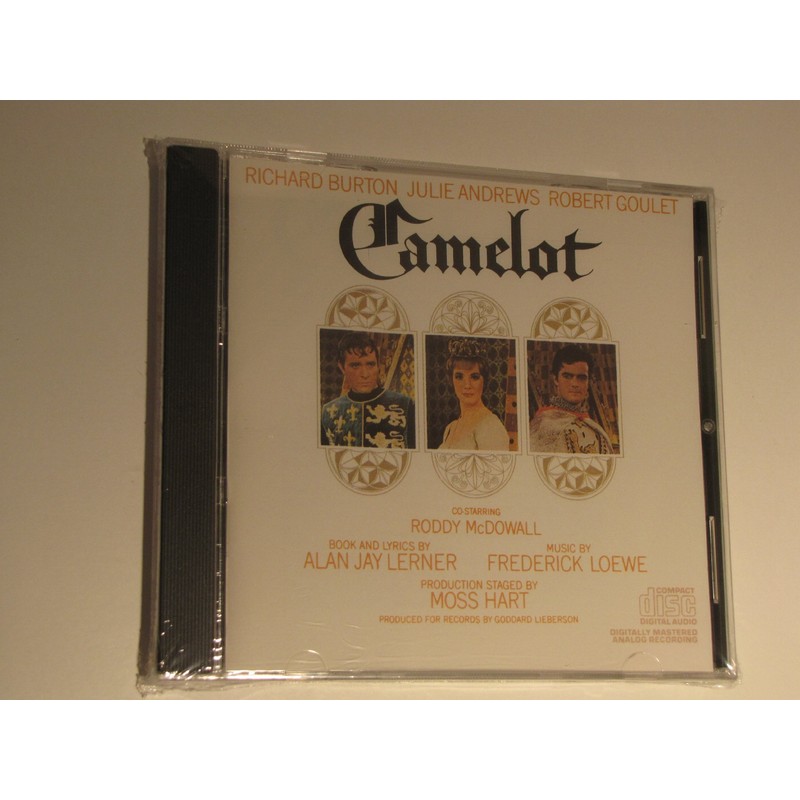 RICHARD BURTON JULIE ANDREWS ROBERT GOULET
Camelot
CO-STARRING
RODDY McDOWALL
BOOK AND LYRICS BY
ALAN JAY LERNER
MUSIC BY
FREDERICK LOEWE
PRODUCTION STAGED BY
MOSS HART
PRODUCED FOR RECORDS BY GODDARD LIEBERSON
COMPACT
disc
DIGITAL AUDIO
DIGITALLY MASTERED
ANALOG RECORDING